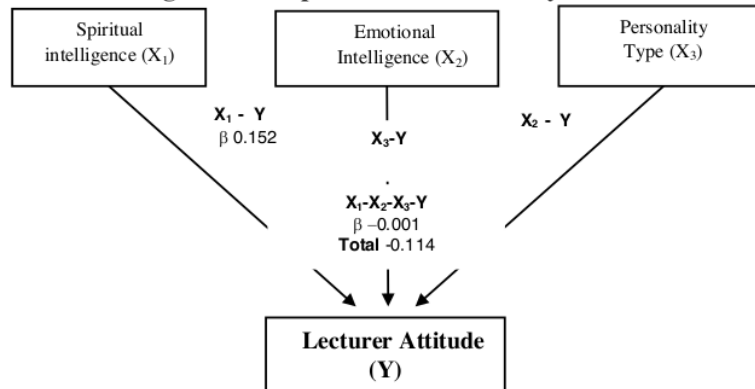 Spiritual
intelligence (X₁)
Emotional
Intelligence (X₂)
Personality
Type (X₃)
X₁ - Y
β 0.152
X₃-Y
X₂ - Y
.
X₁-X₂-X₃-Y
β –0.001
Total -0.114
Lecturer Attitude
(Y)